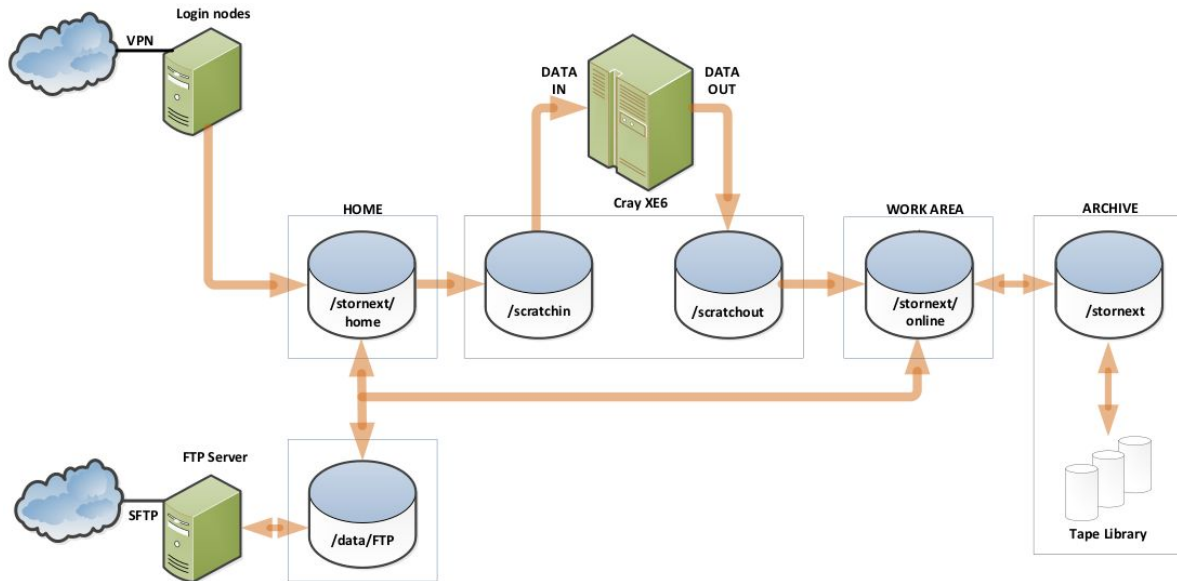 Login nodes
VPN
DATA
IN
DATA
OUT
Cray XE6
HOME
WORK AREA
ARCHIVE
/stornext/
home
/scratchin
/scratchout
/stornext/
online
/stornext
FTP Server
SFTP
/data/FTP
Tape Library